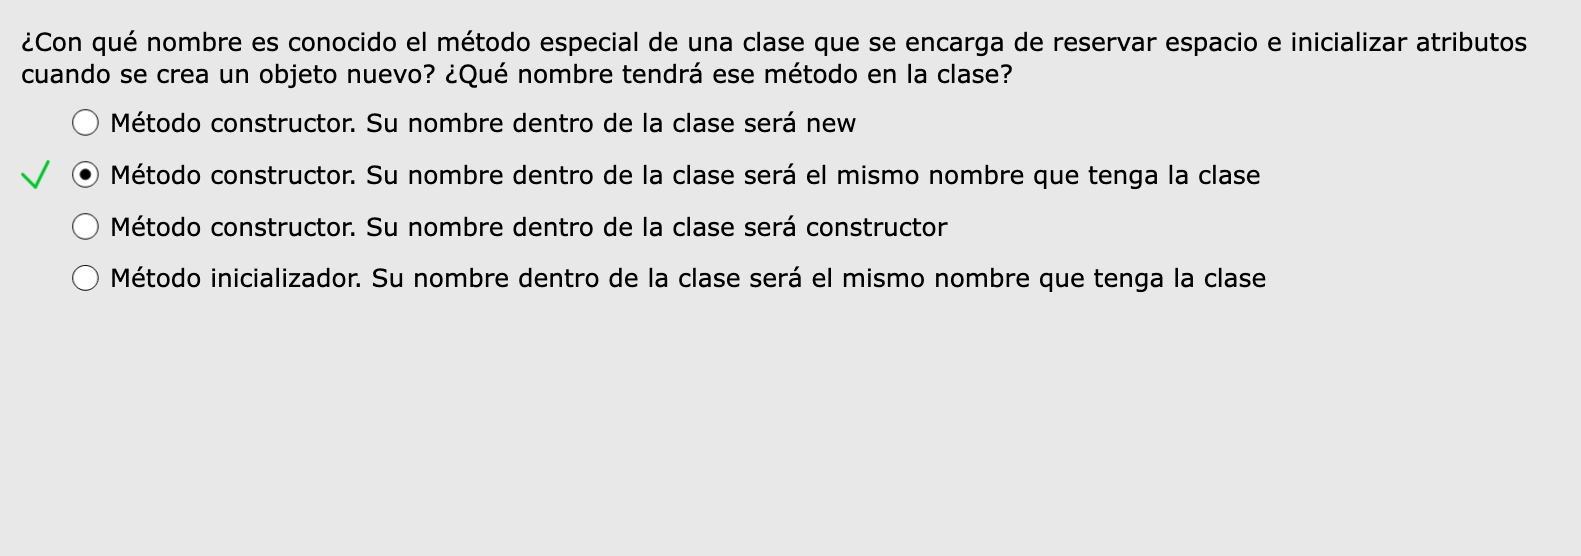 ¿Con qué nombre es conocido el método especial de una clase que se encarga de reservar espacio e inicializar atributos
cuando se crea un objeto nuevo? ¿Qué nombre tendrá ese método en la clase?
Método constructor. Su nombre dentro de la clase será new
Método constructor. Su nombre dentro de la clase será el mismo nombre que tenga la clase
Método constructor. Su nombre dentro de la clase será constructor
Método inicializador. Su nombre dentro de la clase será el mismo nombre que tenga la clase